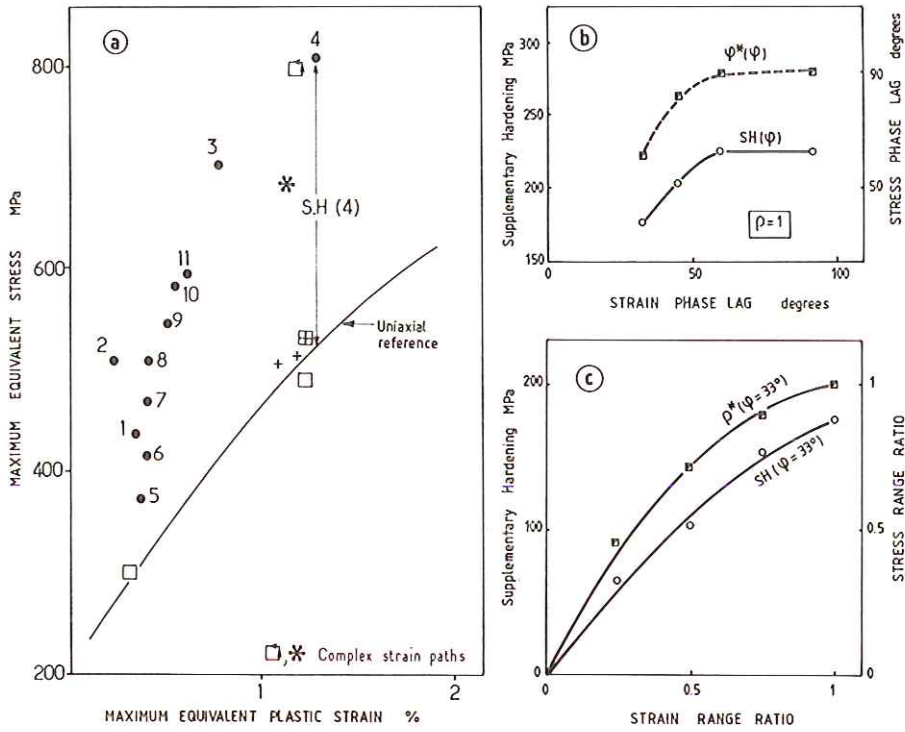 a
MAXIMUM EQUIVALENT STRESS MPa
800
600
400
200
4
3
S.H (4)
11
10
9
2
8
7
1
6
5
Uniaxial
reference
, Complex strain paths
1
2
MAXIMUM EQUIVALENT PLASTIC STRAIN %
b
Supplementary Hardening MPa
300
250
225
200
150
φ*(φ)
SH(φ)
ρ=1
90
50
STRESS PHASE LAG degrees
0
50
100
STRAIN PHASE LAG degrees
c
Supplementary Hardening MPa
200
100
0
ρ*(φ=33°)
SH(φ=33°)
1
0.5
0
STRESS RANGE RATIO
0
0.5
1
STRAIN RANGE RATIO